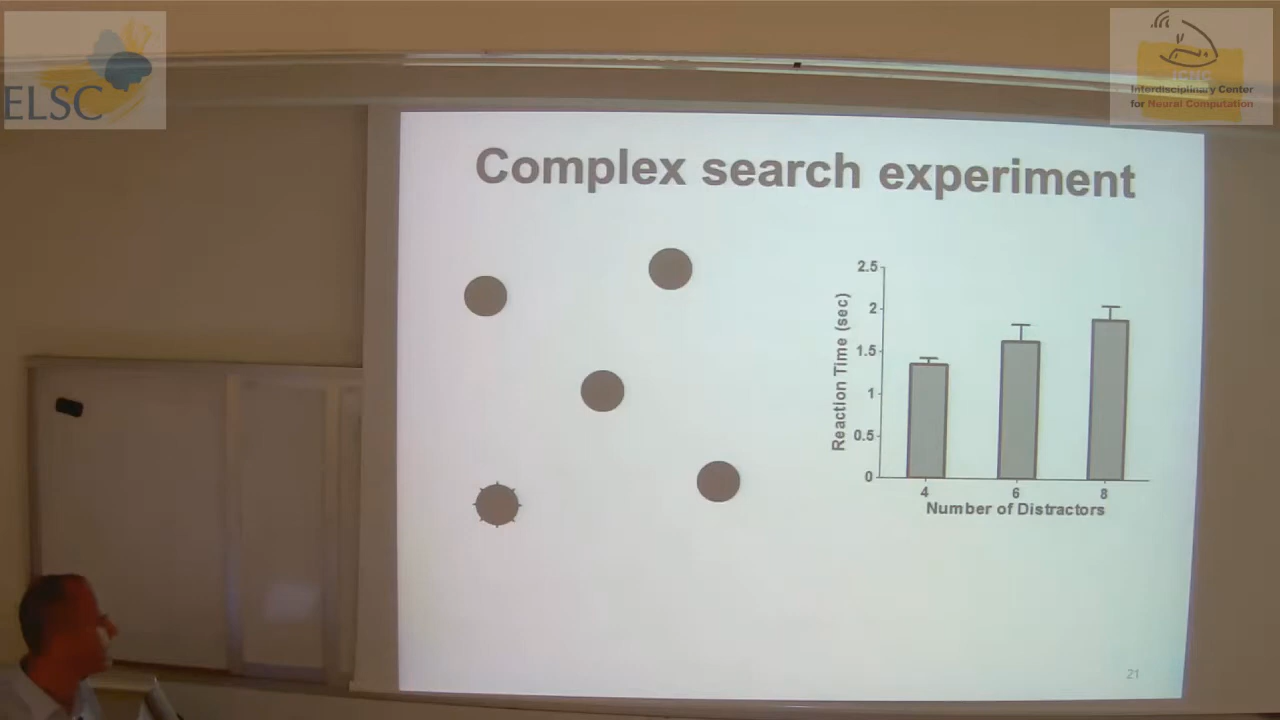 ELSC
ICNC
Interdisciplinary Center
for Neural Computation
Complex search experiment
Reaction Time (sec)
2.5
2
1.5
1
0.5
0
4
6
8
Number of Distractors
21